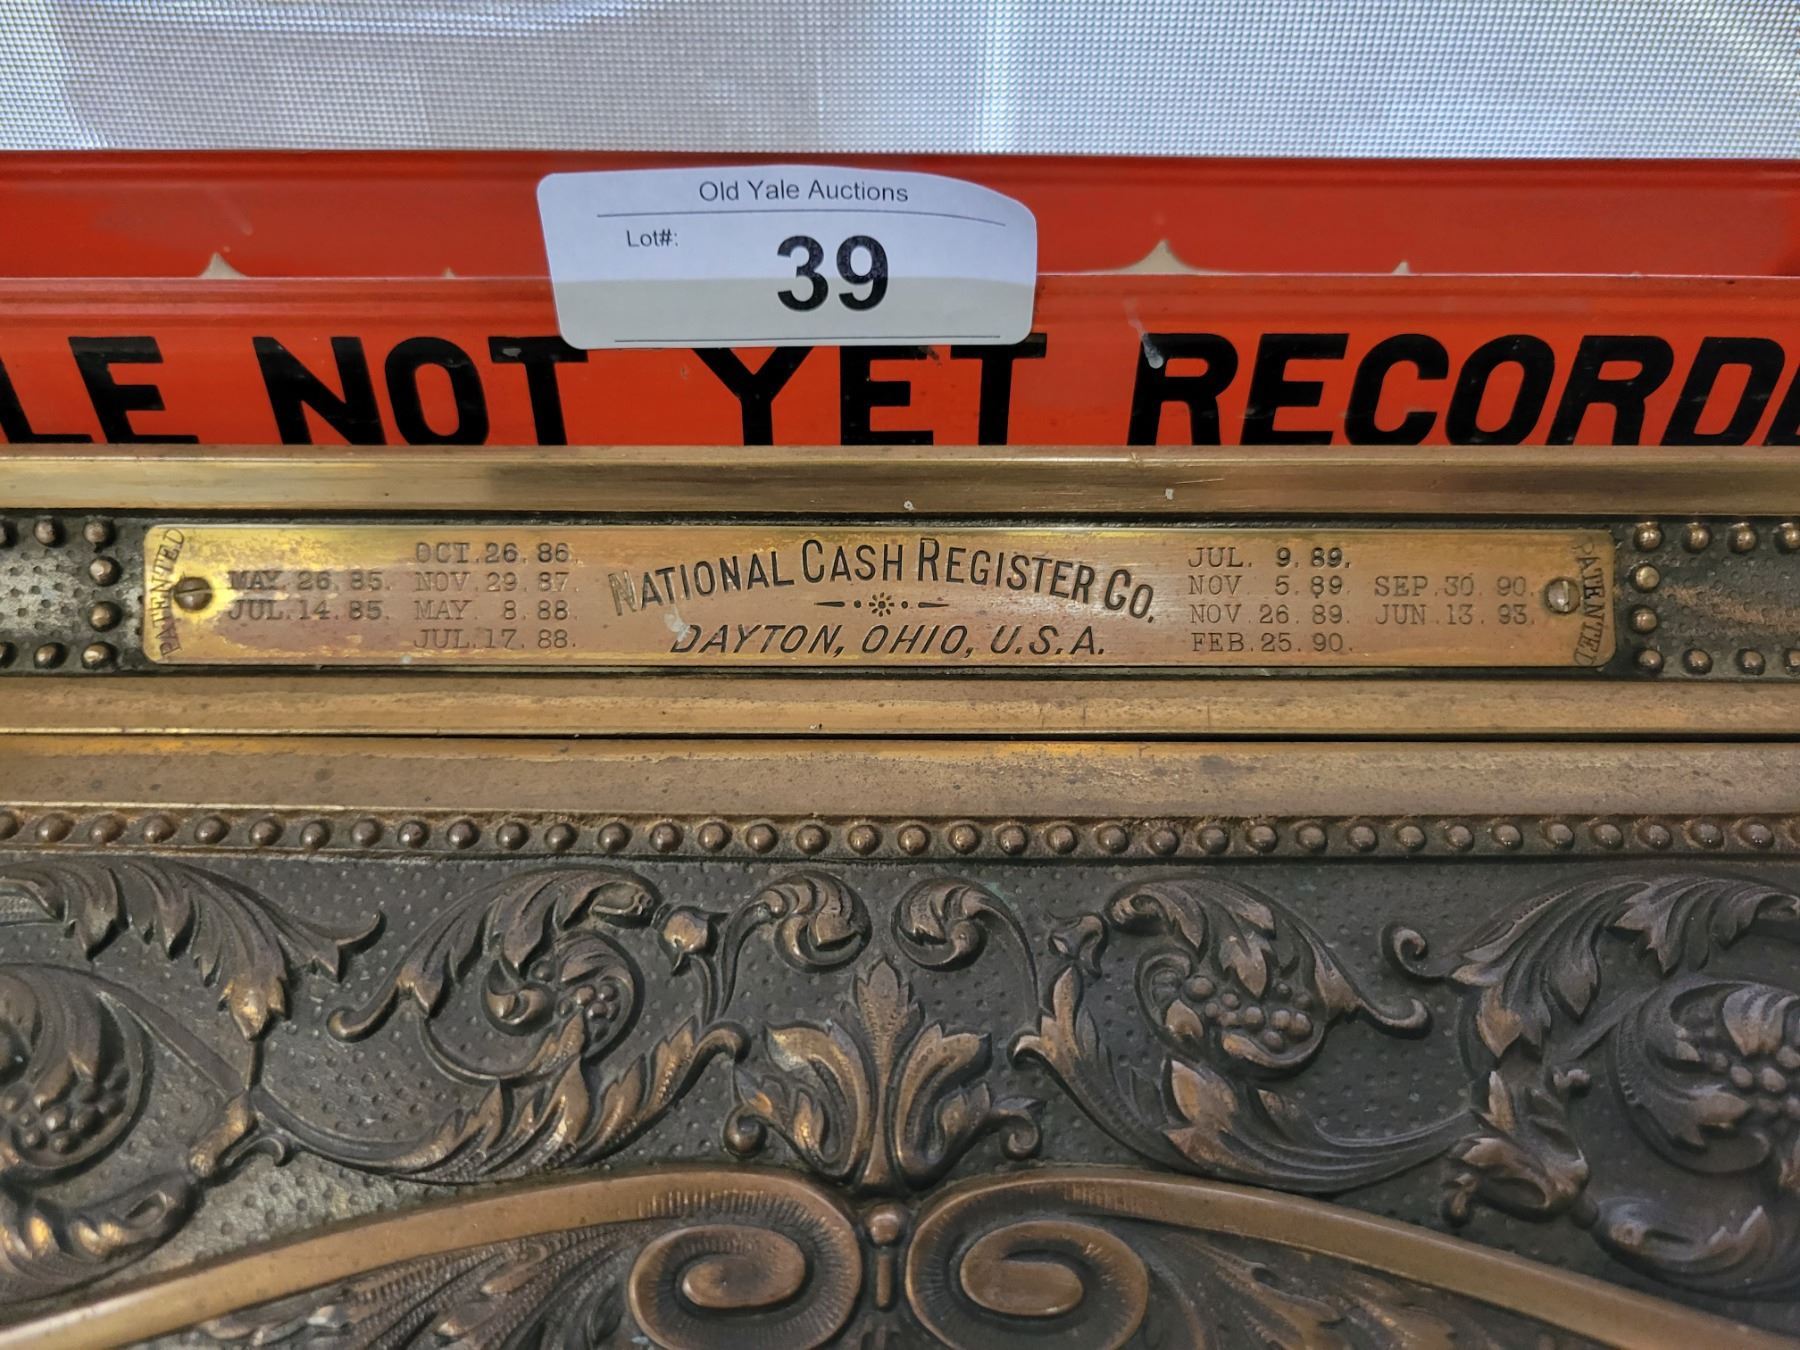 Old Yale Auctions
Lot#: 39
LE NOT YET RECORD
PATENTED
OCT. 26. 86.
MAY. 26. 85. NOV. 29. 87.
JUL. 14. 85. MAY. 8. 88.
JUL. 17. 88.
NATIONAL CASH REGISTER CO.
DAYTON, OHIO, U.S.A.
JUL. 9. 89.
NOV. 5. 89. SEP. 30. 90.
NOV. 26. 89. JUN. 13. 93.
FEB. 25. 90.
PATENTED